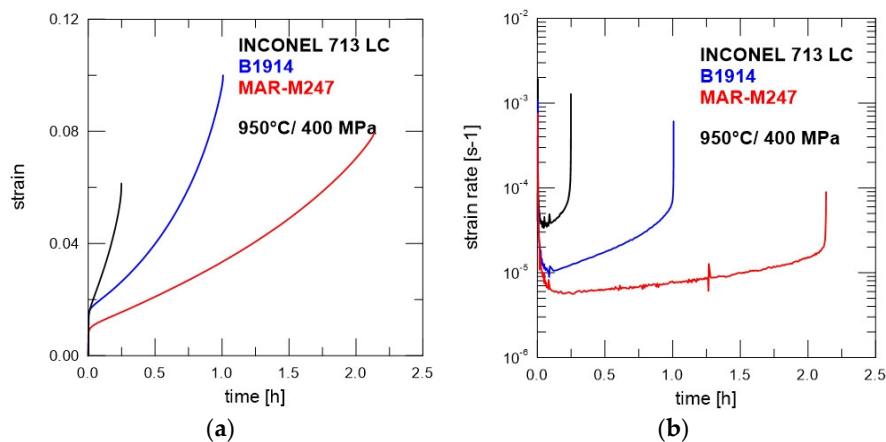 0.12
INCONEL 713 LC
B1914
MAR-M247
950°C/ 400 MPa
0.08
strain
0.04
0.00
0.0 0.5 1.0 1.5 2.0 2.5
time [h]
(a)
10-2
INCONEL 713 LC
B1914
MAR-M247
950°C/ 400 MPa
10-3
strain rate [s-1]
10-4
10-5
10-6
0.0 0.5 1.0 1.5 2.0 2.5
time [h]
(b)